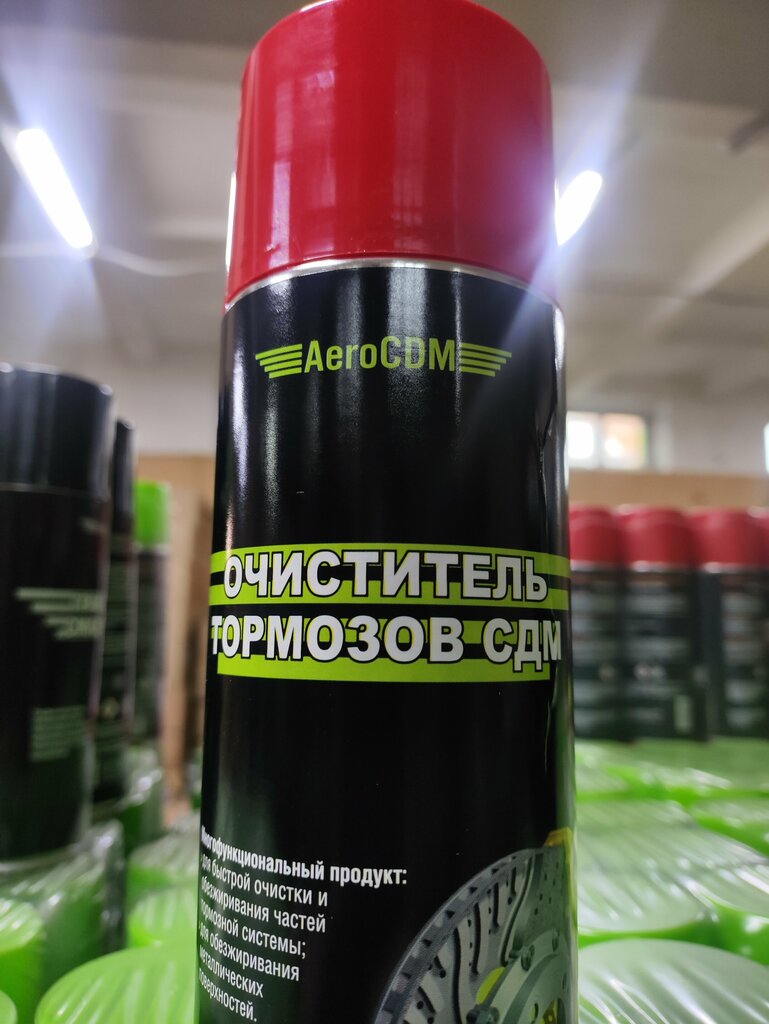 AeroCDM
ОЧИСТИТЕЛЬ
ТОРМОЗОВ СДМ
Многофункциональный продукт:
для быстрой очистки и
обезжиривания частей
тормозной системы;
для обезжиривания
металлических
поверхностей.